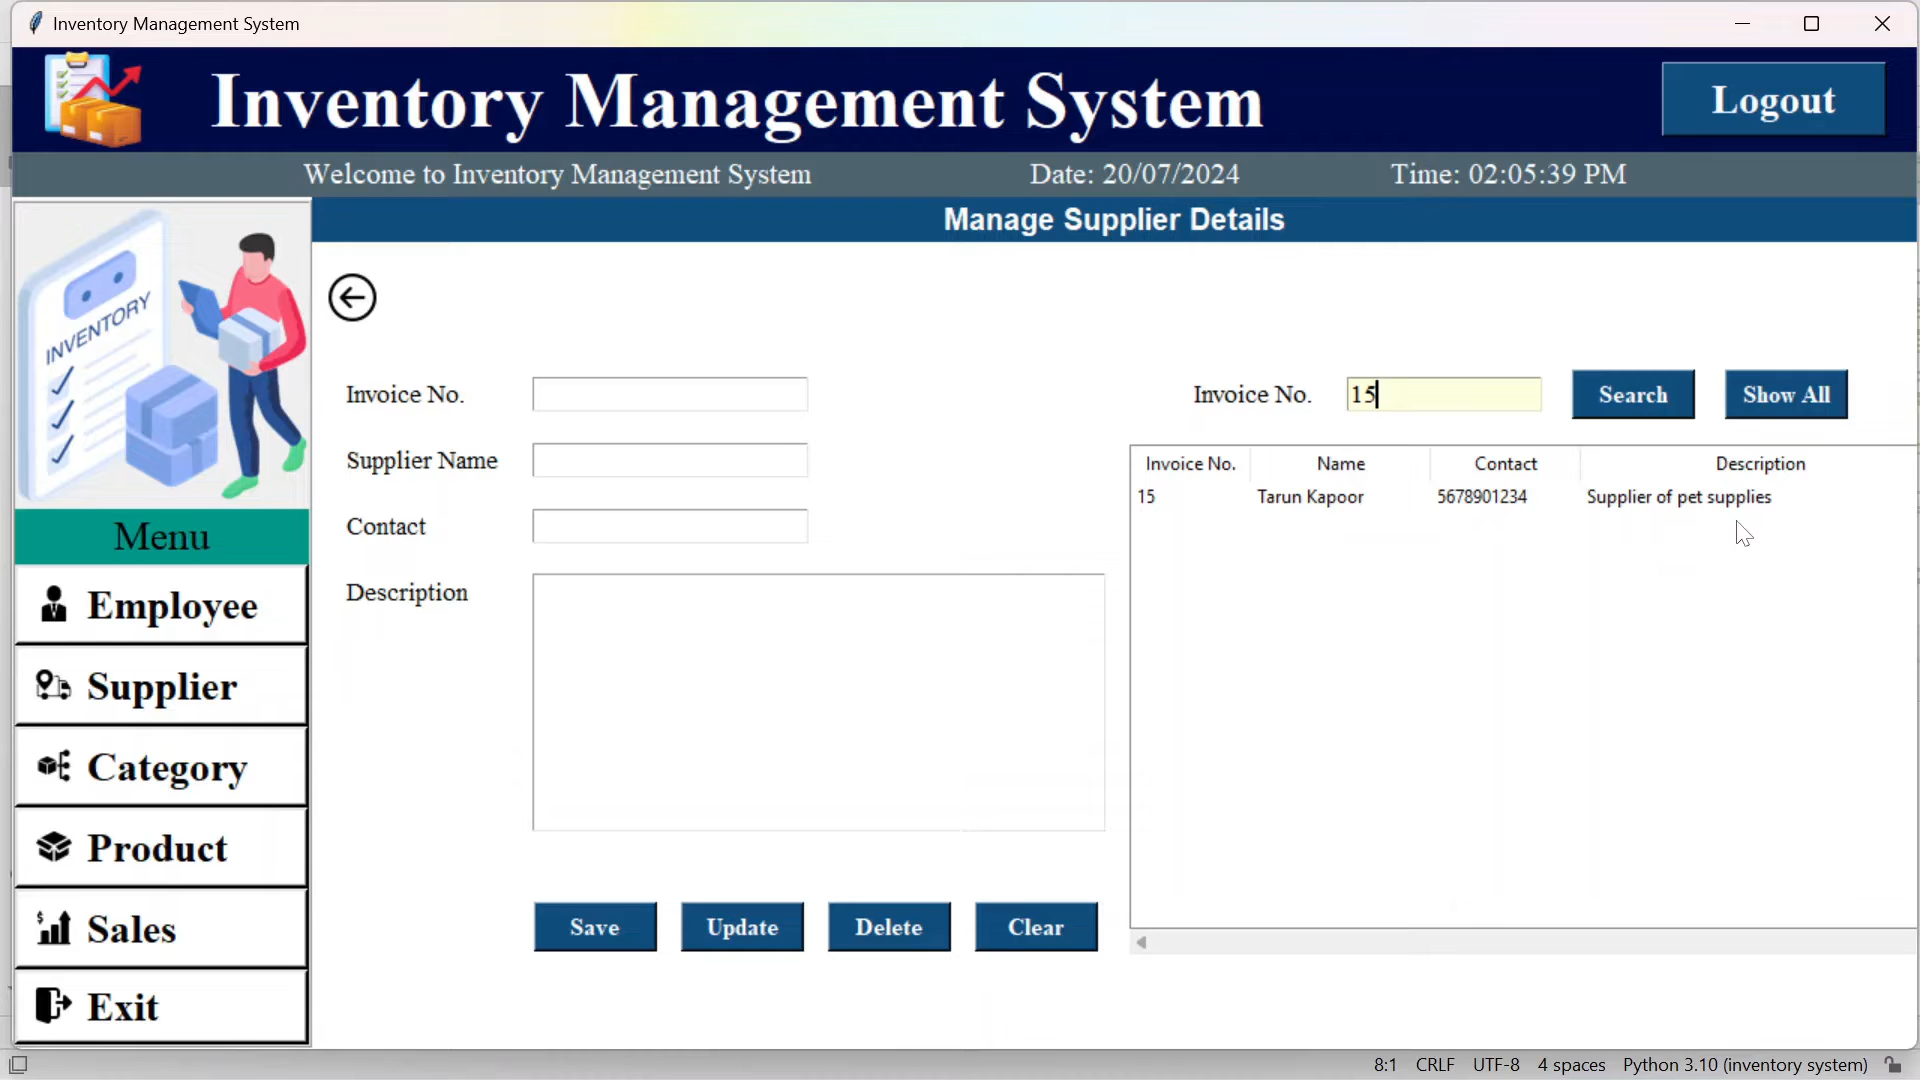 Inventory Management System
Inventory Management System
Logout
Welcome to Inventory Management System
Date: 20/07/2024
Time: 02:05:39 PM
INVENTORY
Manage Supplier Details
Invoice No.
Supplier Name
Contact
Description
Save
Update
Delete
Clear
Invoice No.
15
Search
Show All
Invoice No. Name Contact Description
15 Tarun Kapoor 5678901234 Supplier of pet supplies
Menu
Employee
Supplier
Category
Product
$ Sales
Exit
8:1 CRLF UTF-8 4 spaces Python 3.10 (inventory system)